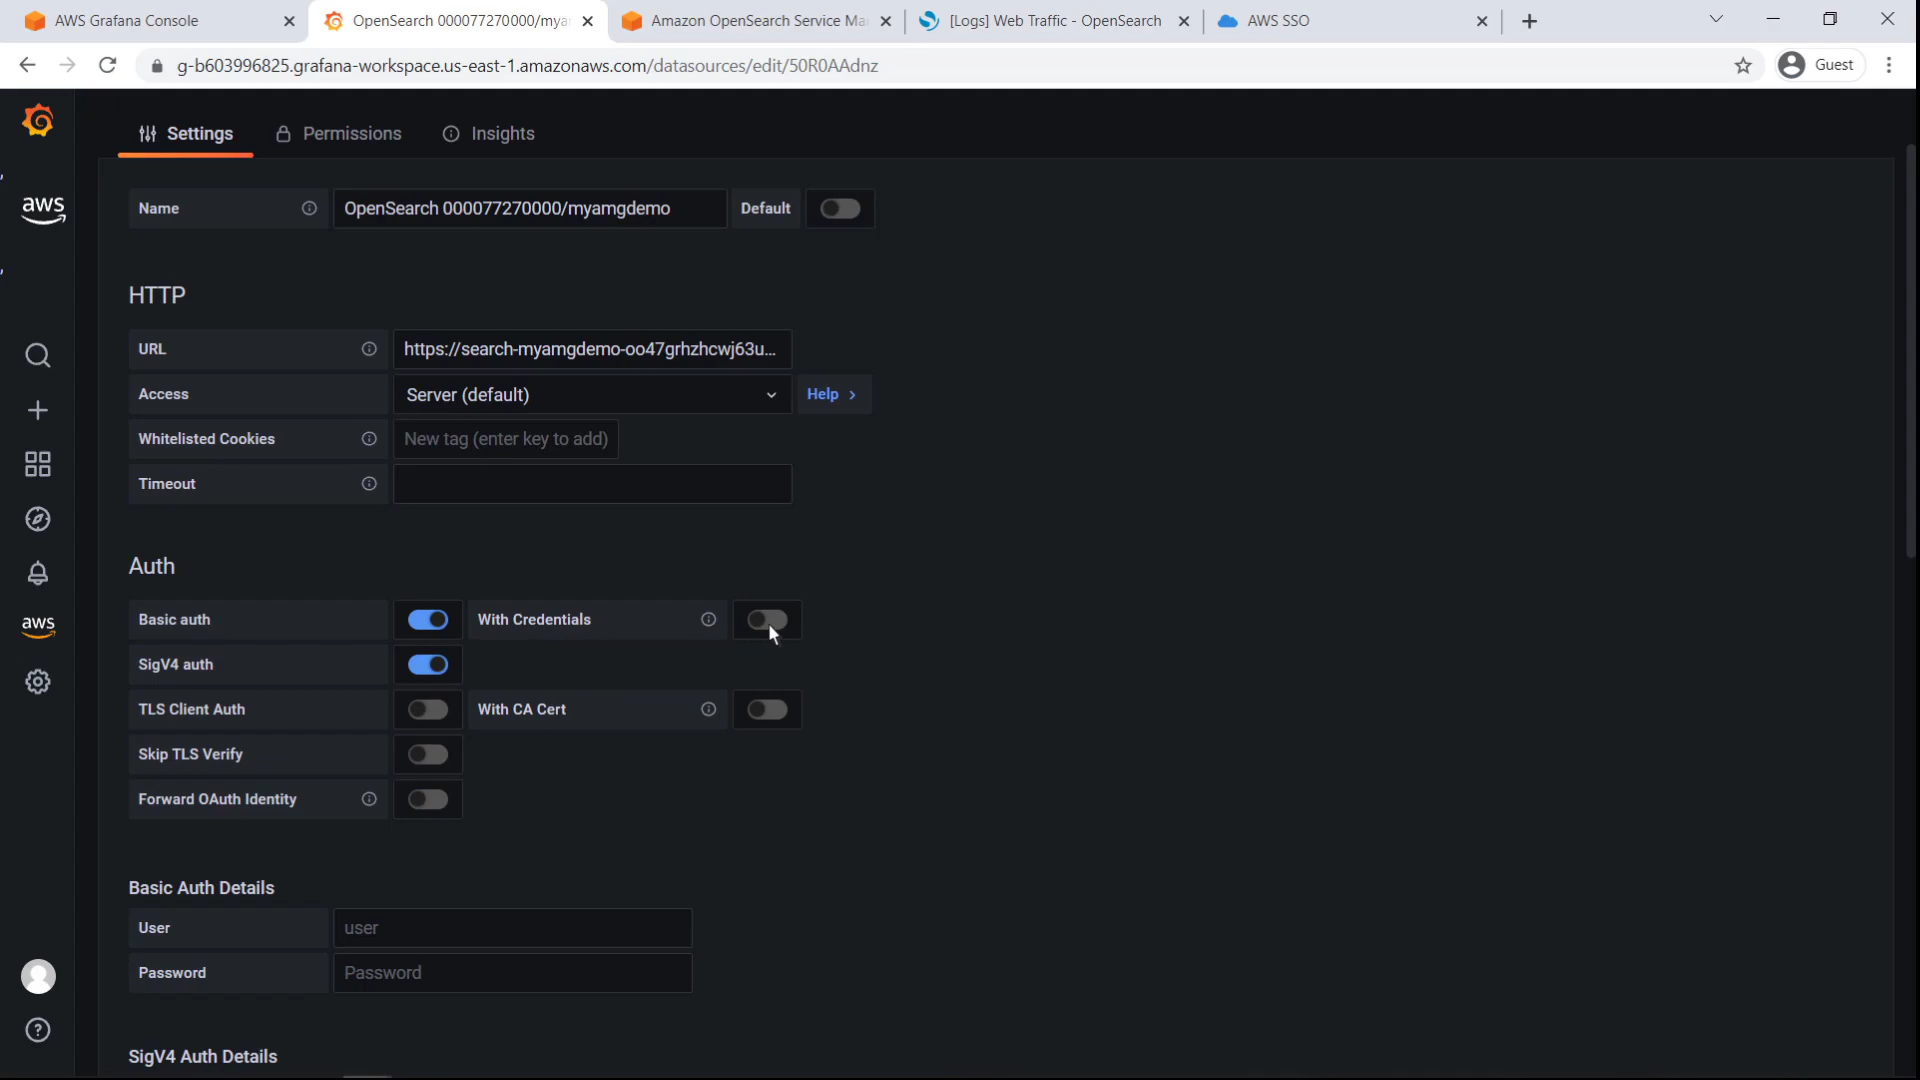 AWS Grafana Console
OpenSearch 000077270000/mya
Amazon OpenSearch Service Ma
[Logs] Web Traffic - OpenSearch
AWS SSO
g-b603996825.grafana-workspace.us-east-1.amazonaws.com/datasources/edit/50R0AAdnz
Guest
Settings
Permissions
Insights
aws
Name
OpenSearch 000077270000/myamgdemo
Default
HTTP
URL
https://search-myamgdemo-oo47grhzhcwj63u...
Access
Server (default)
Help >
Whitelisted Cookies
New tag (enter key to add)
Timeout
Auth
Basic auth
With Credentials
aws
SigV4 auth
TLS Client Auth
With CA Cert
Skip TLS Verify
Forward OAuth Identity
Basic Auth Details
User
user
Password
Password
SigV4 Auth Details